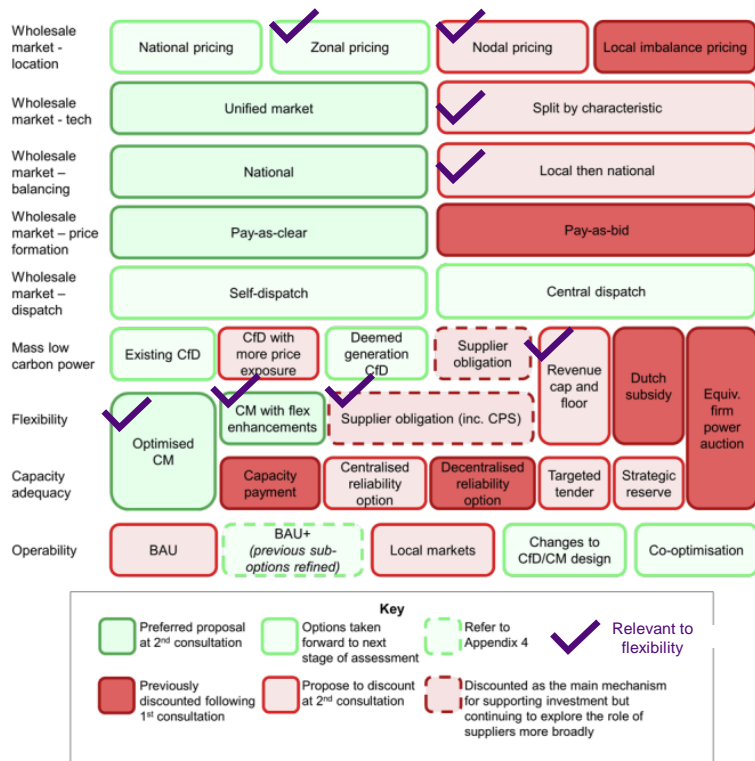 Wholesale
market -
location
National pricing
Zonal pricing
Nodal pricing
Local imbalance pricing
Wholesale
market - tech
Unified market
Split by characteristic
Wholesale
market –
balancing
National
Local then national
Wholesale
market – price
formation
Pay-as-clear
Pay-as-bid
Wholesale
market –
dispatch
Self-dispatch
Central dispatch
Mass low
carbon power
Existing CfD
CfD with
more price
exposure
Deemed
generation
CfD
Supplier
obligation
Revenue
cap and
floor
Dutch
subsidy
Equiv.
firm
power
auction
Flexibility
Optimised
CM
CM with flex
enhancements
Supplier obligation (inc. CPS)
Capacity
adequacy
Capacity
payment
Centralised
reliability
option
Decentralised
reliability
option
Targeted
tender
Strategic
reserve
Operability
BAU
BAU+
(previous sub-
options refined)
Local markets
Changes to
CfD/CM design
Co-optimisation
Key
Preferred proposal
at 2nd consultation
Options taken
forward to next
stage of assessment
Refer to
Appendix 4
Relevant to
flexibility
Previously
discounted following
1st consultation
Propose to discount
at 2nd consultation
Discounted as the main mechanism
for supporting investment but
continuing to explore the role of
suppliers more broadly